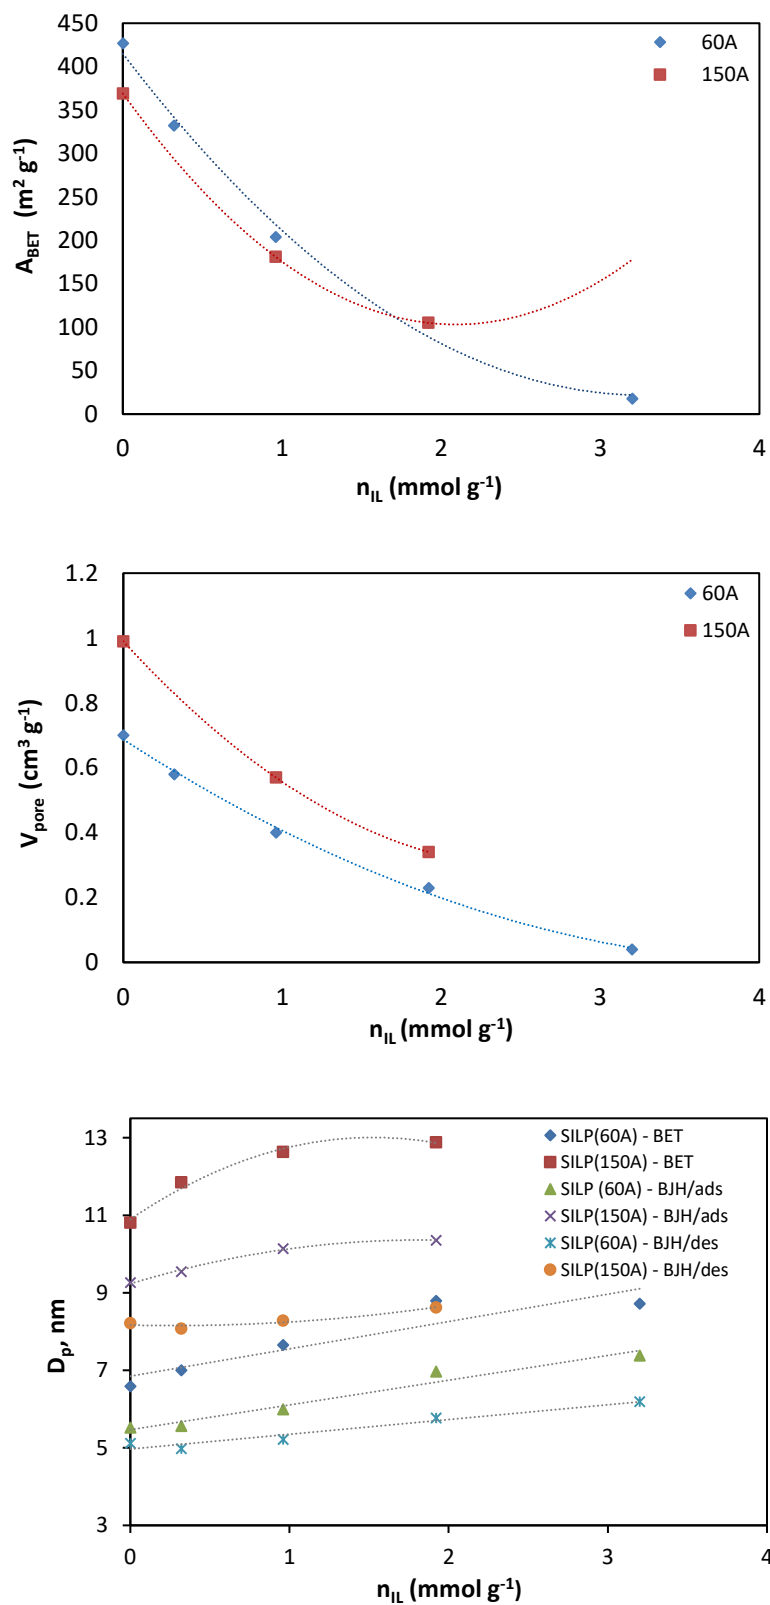 450
400
350
300
250
200
150
100
50
0
A_BET (m² g⁻¹)
60A
150A
0 1 2 3 4
n_IL (mmol g⁻¹)
1.2
1
0.8
0.6
0.4
0.2
0
V_pore (cm³ g⁻¹)
60A
150A
0 1 2 3 4
n_IL (mmol g⁻¹)
13
11
9
7
5
3
D_p, nm
SILP(60A) - BET
SILP(150A) - BET
SILP (60A) - BJH/ads
SILP(150A) - BJH/ads
SILP(60A) - BJH/des
SILP(150A) - BJH/des
0 1 2 3 4
n_IL (mmol g⁻¹)